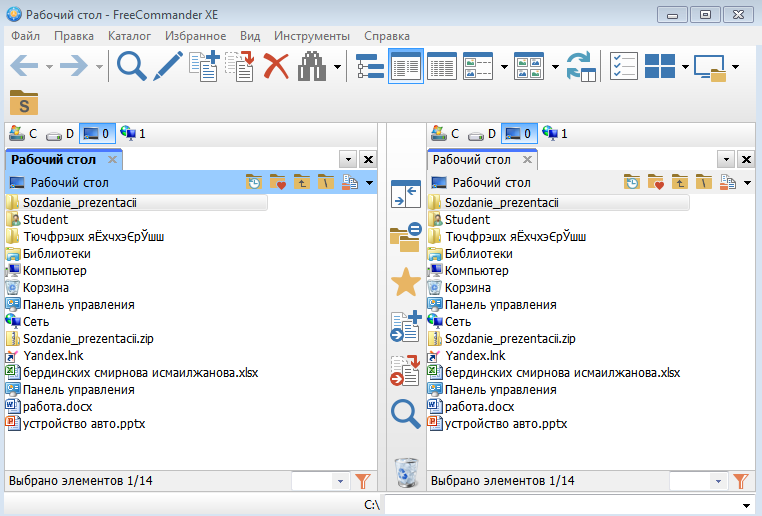 Рабочий стол - FreeCommander XE
Файл Правка Каталог Избранное Вид Инструменты Справка
S
C D 0 1
Рабочий стол
Рабочий стол
Sozdanie_prezentacii
Student
Тючфрэшх яЁхчхэЄрЎшш
Библиотеки
Компьютер
Корзина
Панель управления
Сеть
Sozdanie_prezentacii.zip
Yandex.lnk
бердинских смирнова исмаилжанова.xlsx
Панель управления
работа.docx
устройство авто.pptx
Выбрано элементов 1/14
C D 0 1
Рабочий стол
Рабочий стол
Sozdanie_prezentacii
Student
Тючфрэшх яЁхчхэЄрЎшш
Библиотеки
Компьютер
Корзина
Панель управления
Сеть
Sozdanie_prezentacii.zip
Yandex.lnk
бердинских смирнова исмаилжанова.xlsx
Панель управления
работа.docx
устройство авто.pptx
Выбрано элементов 1/14
C:\